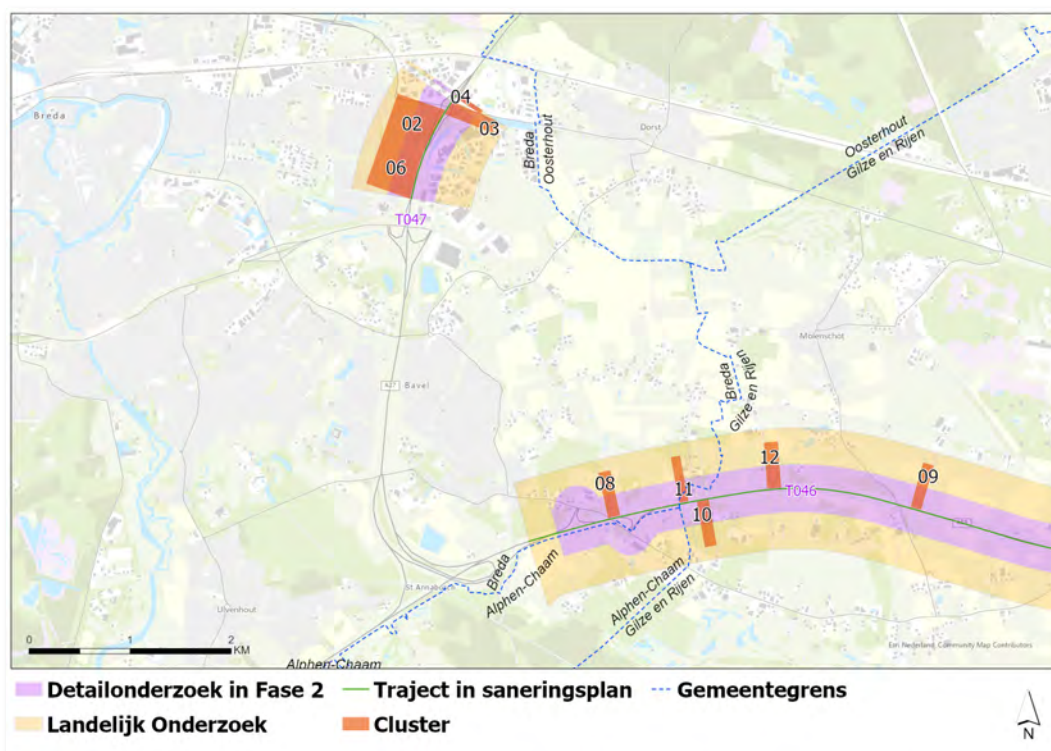 Breda
04
02
03
06
T047
Breda
Oosterhout
Dorst
Oosterhout
Gilze en Rijen
Molenschot
Breda
Gilze en Rijen
A27
Bavel
08
11
12
09
10
T046
Breda
Alphen-Chaam
Alphen-Chaam
Gilze en Rijen
Ulvenhout
0 1 2
KM
Alphen-Chaam
Esri Nederland, Community Map Contributors
Detailonderzoek in Fase 2 Traject in saneringsplan Gemeentegrens
Landelijk Onderzoek Cluster
N